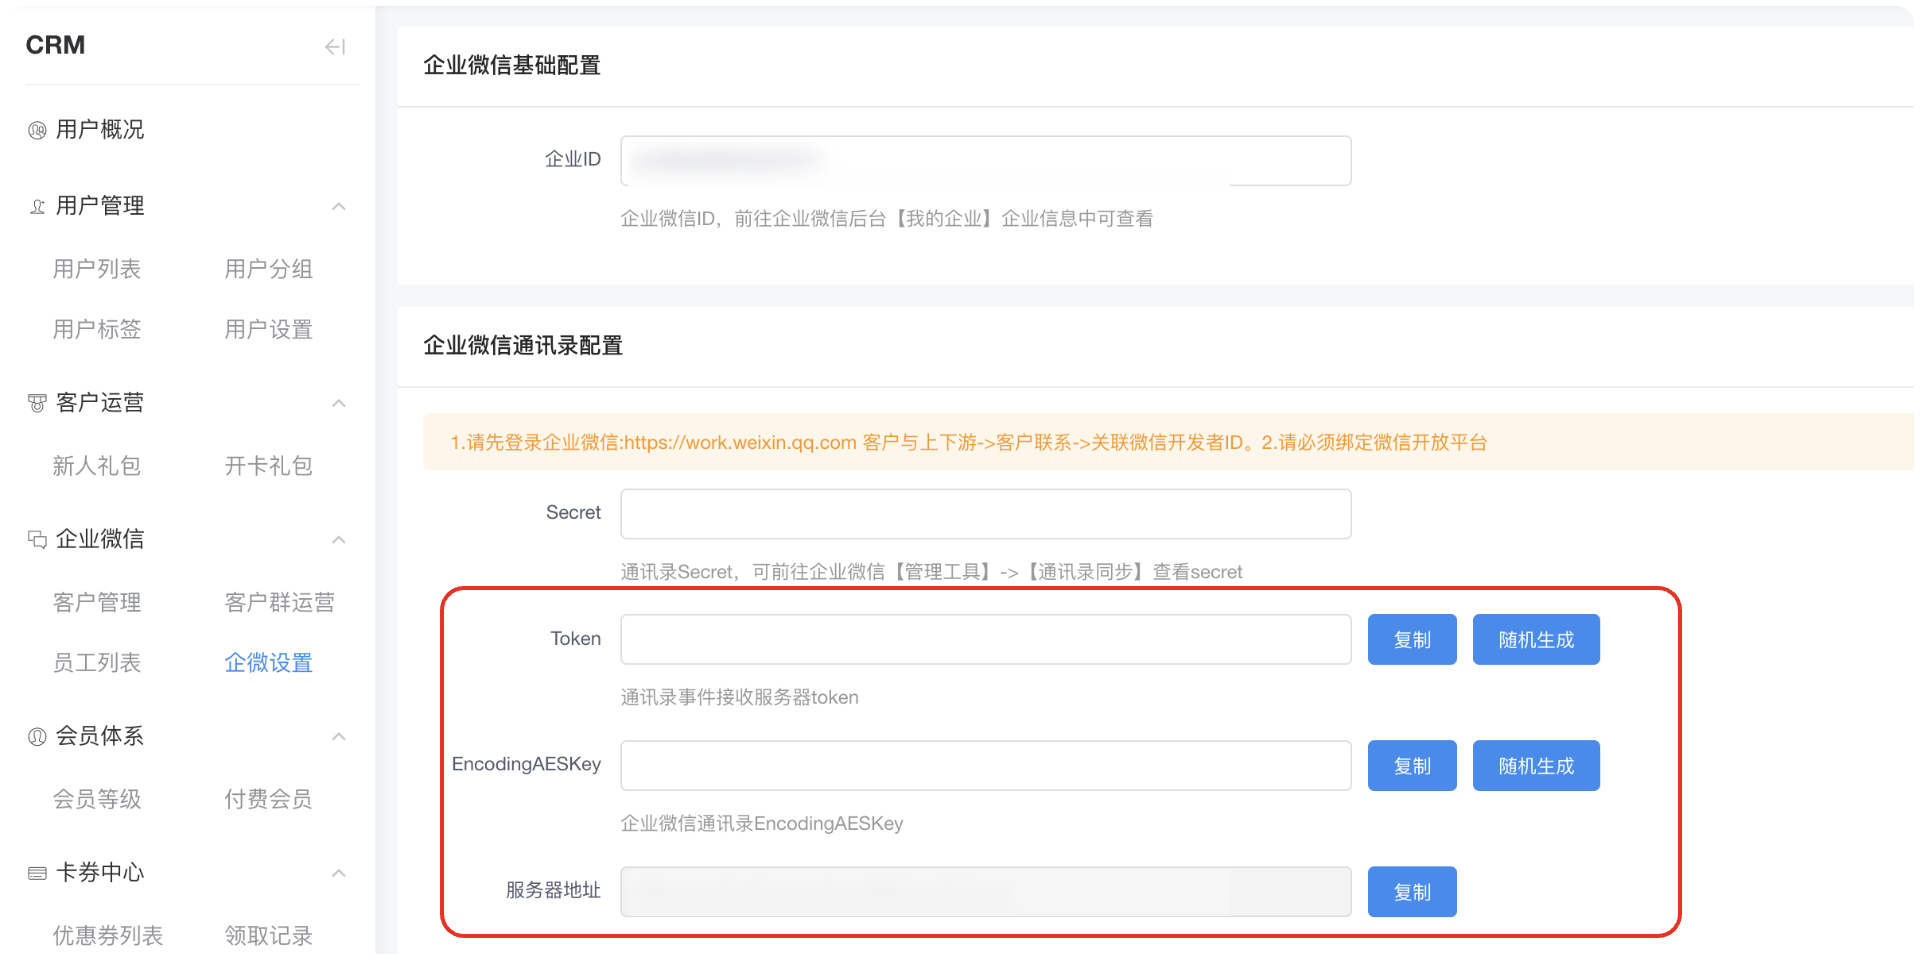 CRM
用户概况
用户管理
用户列表 用户分组
用户标签 用户设置
客户运营
新人礼包 开卡礼包
企业微信
客户管理 客户群运营
员工列表 企微设置
会员体系
会员等级 付费会员
卡券中心
优惠券列表 领取记录
企业微信基础配置
企业ID
企业微信ID，前往企业微信后台【我的企业】企业信息中可查看
企业微信通讯录配置
1.请先登录企业微信:https://work.weixin.qq.com 客户与上下游->客户联系->关联微信开发者ID。2.请必须绑定微信开放平台
Secret
通讯录Secret，可前往企业微信【管理工具】->【通讯录同步】查看secret
Token 复制 随机生成
通讯录事件接收服务器token
EncodingAESKey 复制 随机生成
企业微信通讯录EncodingAESKey
服务器地址 复制